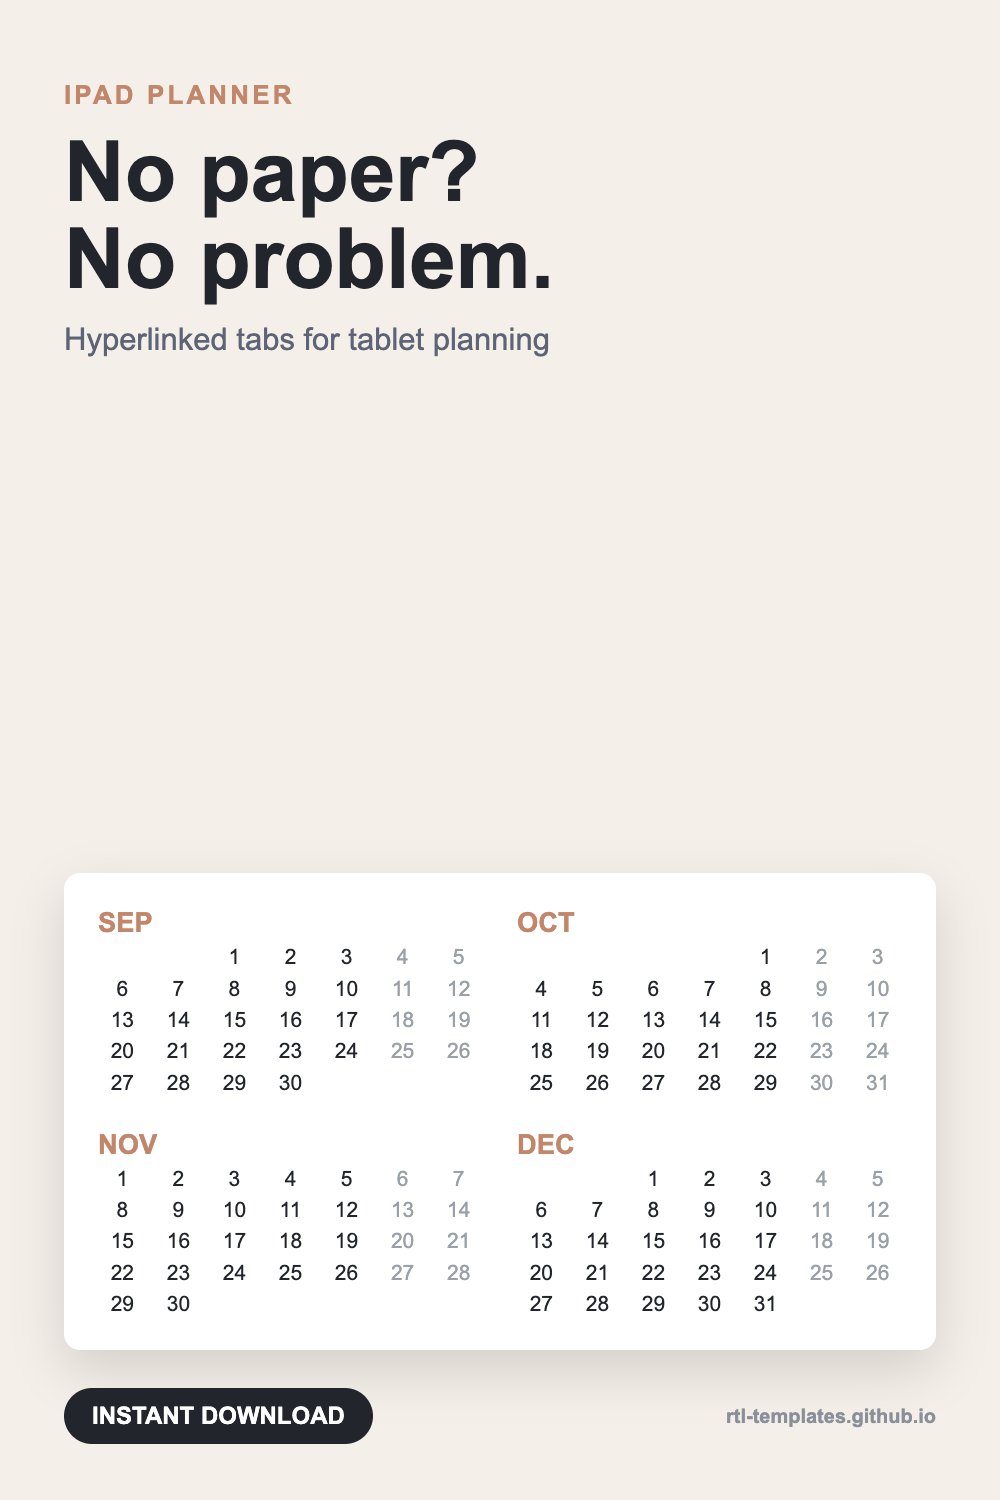 IPAD PLANNER
No paper?
No problem.
Hyperlinked tabs for tablet planning
SEP
1 2 3 4 5
6 7 8 9 10 11 12
13 14 15 16 17 18 19
20 21 22 23 24 25 26
27 28 29 30
OCT
1 2 3
4 5 6 7 8 9 10
11 12 13 14 15 16 17
18 19 20 21 22 23 24
25 26 27 28 29 30 31
NOV
1 2 3 4 5 6 7
8 9 10 11 12 13 14
15 16 17 18 19 20 21
22 23 24 25 26 27 28
29 30
DEC
1 2 3 4 5
6 7 8 9 10 11 12
13 14 15 16 17 18 19
20 21 22 23 24 25 26
27 28 29 30 31
INSTANT DOWNLOAD
rtl-templates.github.io